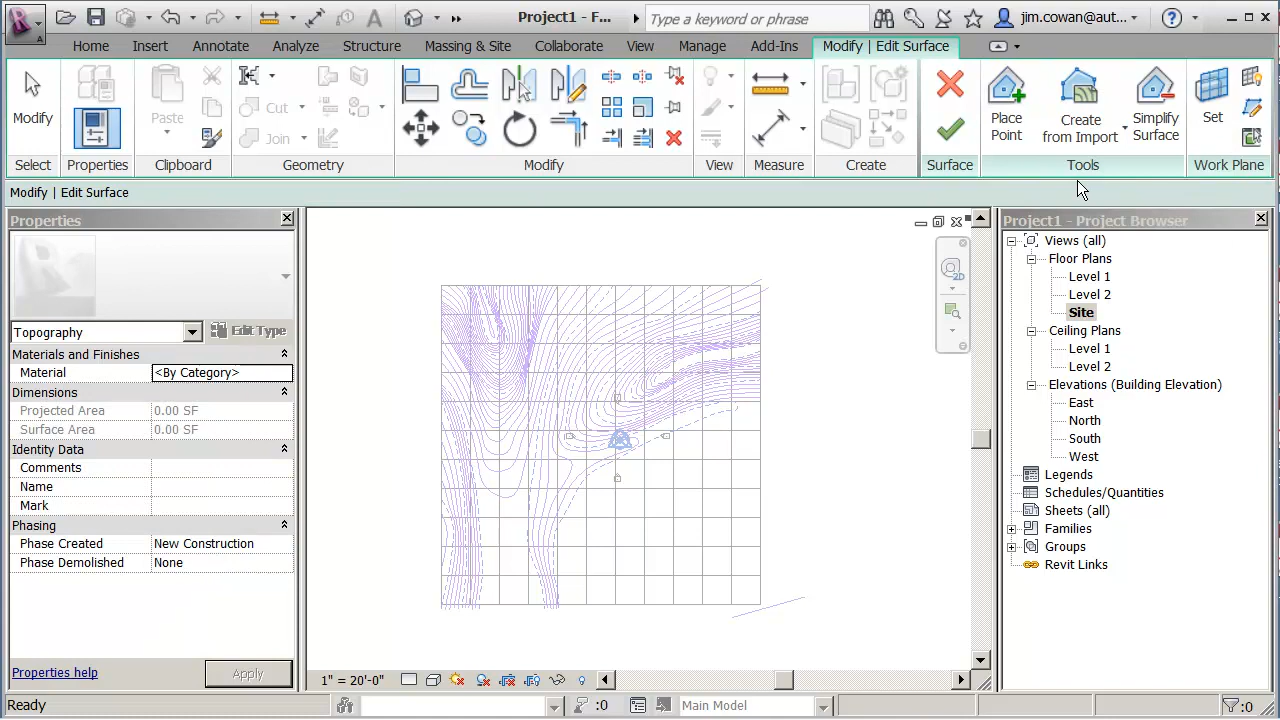 Project1 - F...
Type a keyword or phrase
jim.cowan@aut...
Home Insert Annotate Analyze Structure Massing & Site Collaborate View Manage Add-Ins Modify | Edit Surface
Modify
Paste
Cut
Join
Place Point
Create from Import
Simplify Surface
Set
Select Properties Clipboard Geometry Modify View Measure Create Surface Tools Work Plane
Modify | Edit Surface
Properties
Topography
Edit Type
Materials and Finishes
Material <By Category>
Dimensions
Projected Area 0.00 SF
Surface Area 0.00 SF
Identity Data
Comments
Name
Mark
Phasing
Phase Created New Construction
Phase Demolished None
Properties help
Apply
2D
1" = 20'-0"
Project1 - Project Browser
Views (all)
Floor Plans
Level 1
Level 2
Site
Ceiling Plans
Level 1
Level 2
Elevations (Building Elevation)
East
North
South
West
Legends
Schedules/Quantities
Sheets (all)
Families
Groups
Revit Links
Ready
:0
Main Model
:0